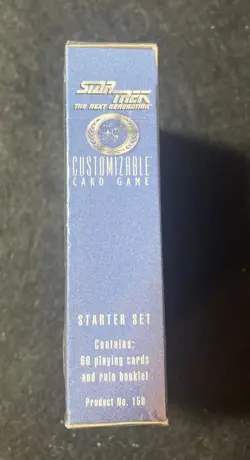 STAR TREK
THE NEXT GENERATION
CUSTOMIZABLE
CARD GAME
STARTER SET
Contains:
60 playing cards
and rule booklet
Product No. 150